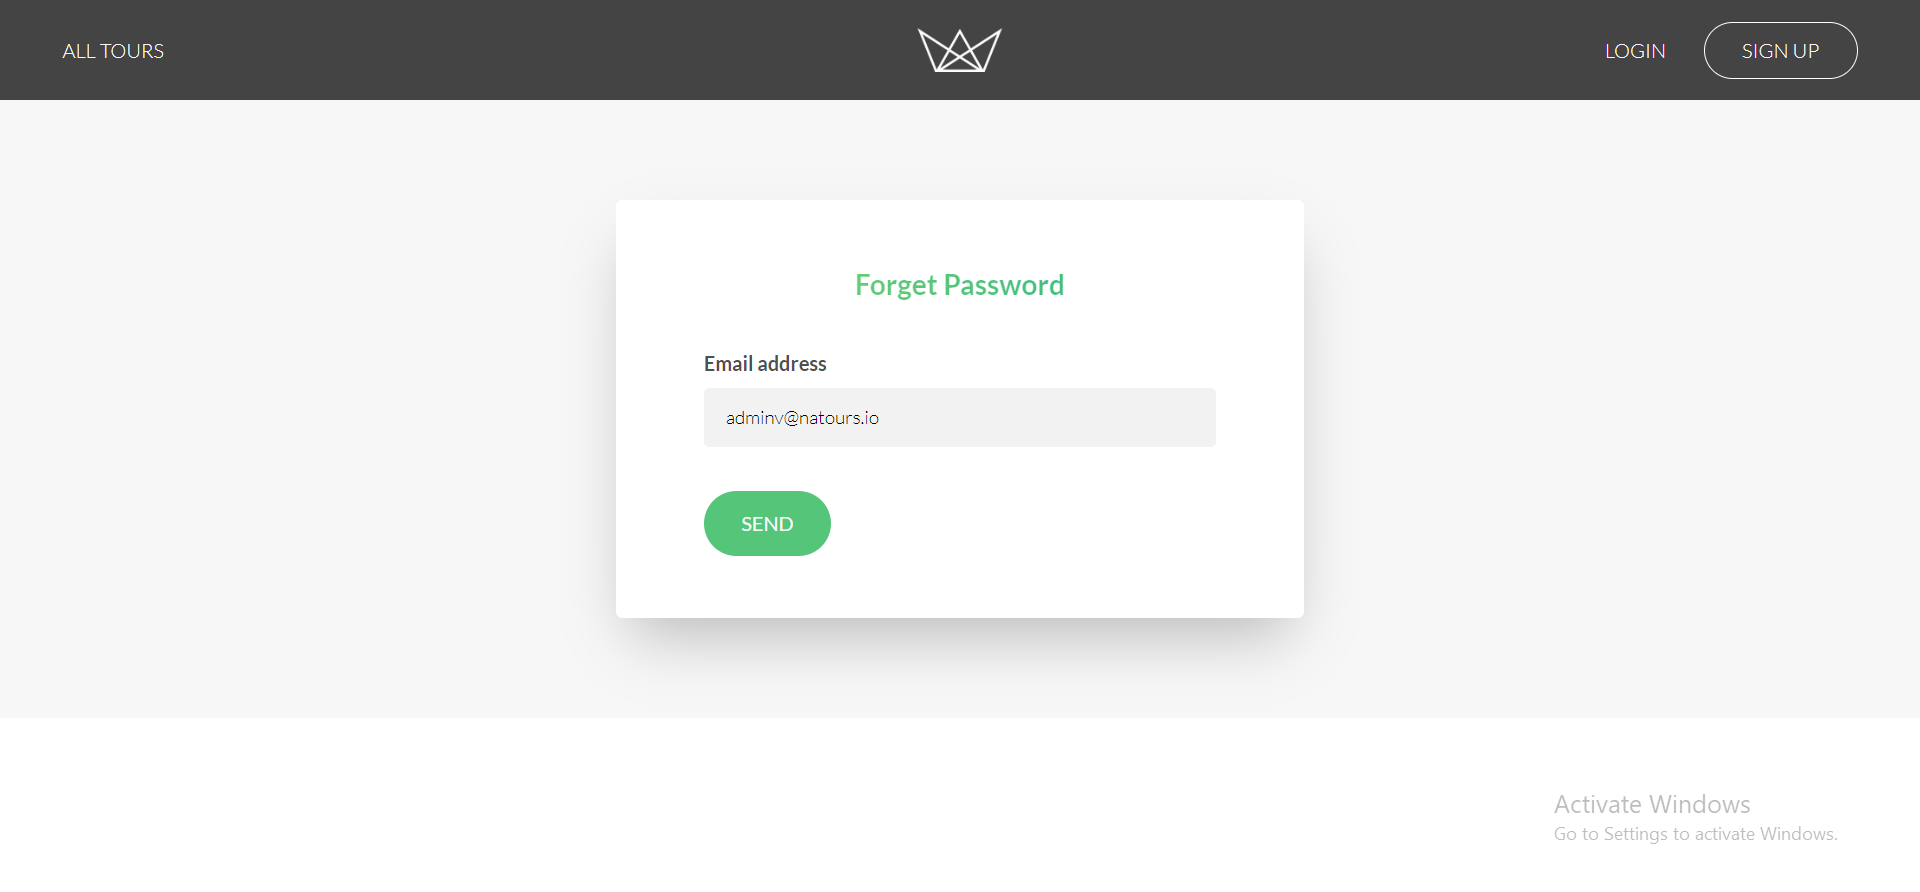 ALL TOURS
LOGIN
SIGN UP
Forget Password
Email address
adminv@natours.io
SEND
Activate Windows
Go to Settings to activate Windows.